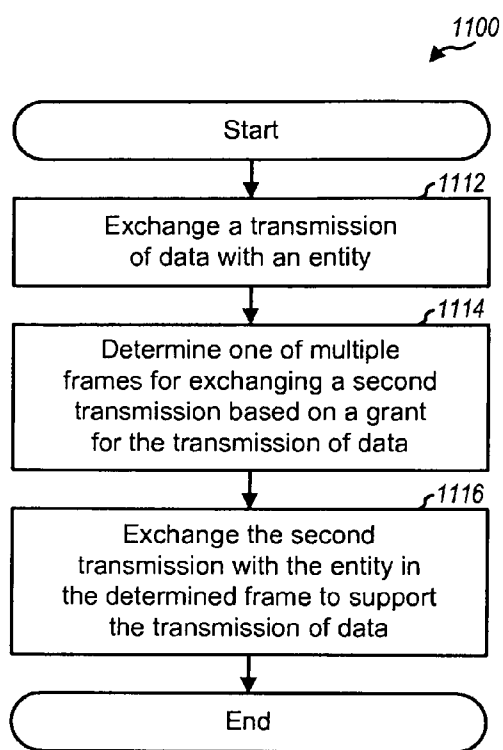 1100
Start
1112
Exchange a transmission
of data with an entity
1114
Determine one of multiple
frames for exchanging a second
transmission based on a grant
for the transmission of data
1116
Exchange the second
transmission with the entity in
the determined frame to support
the transmission of data
End